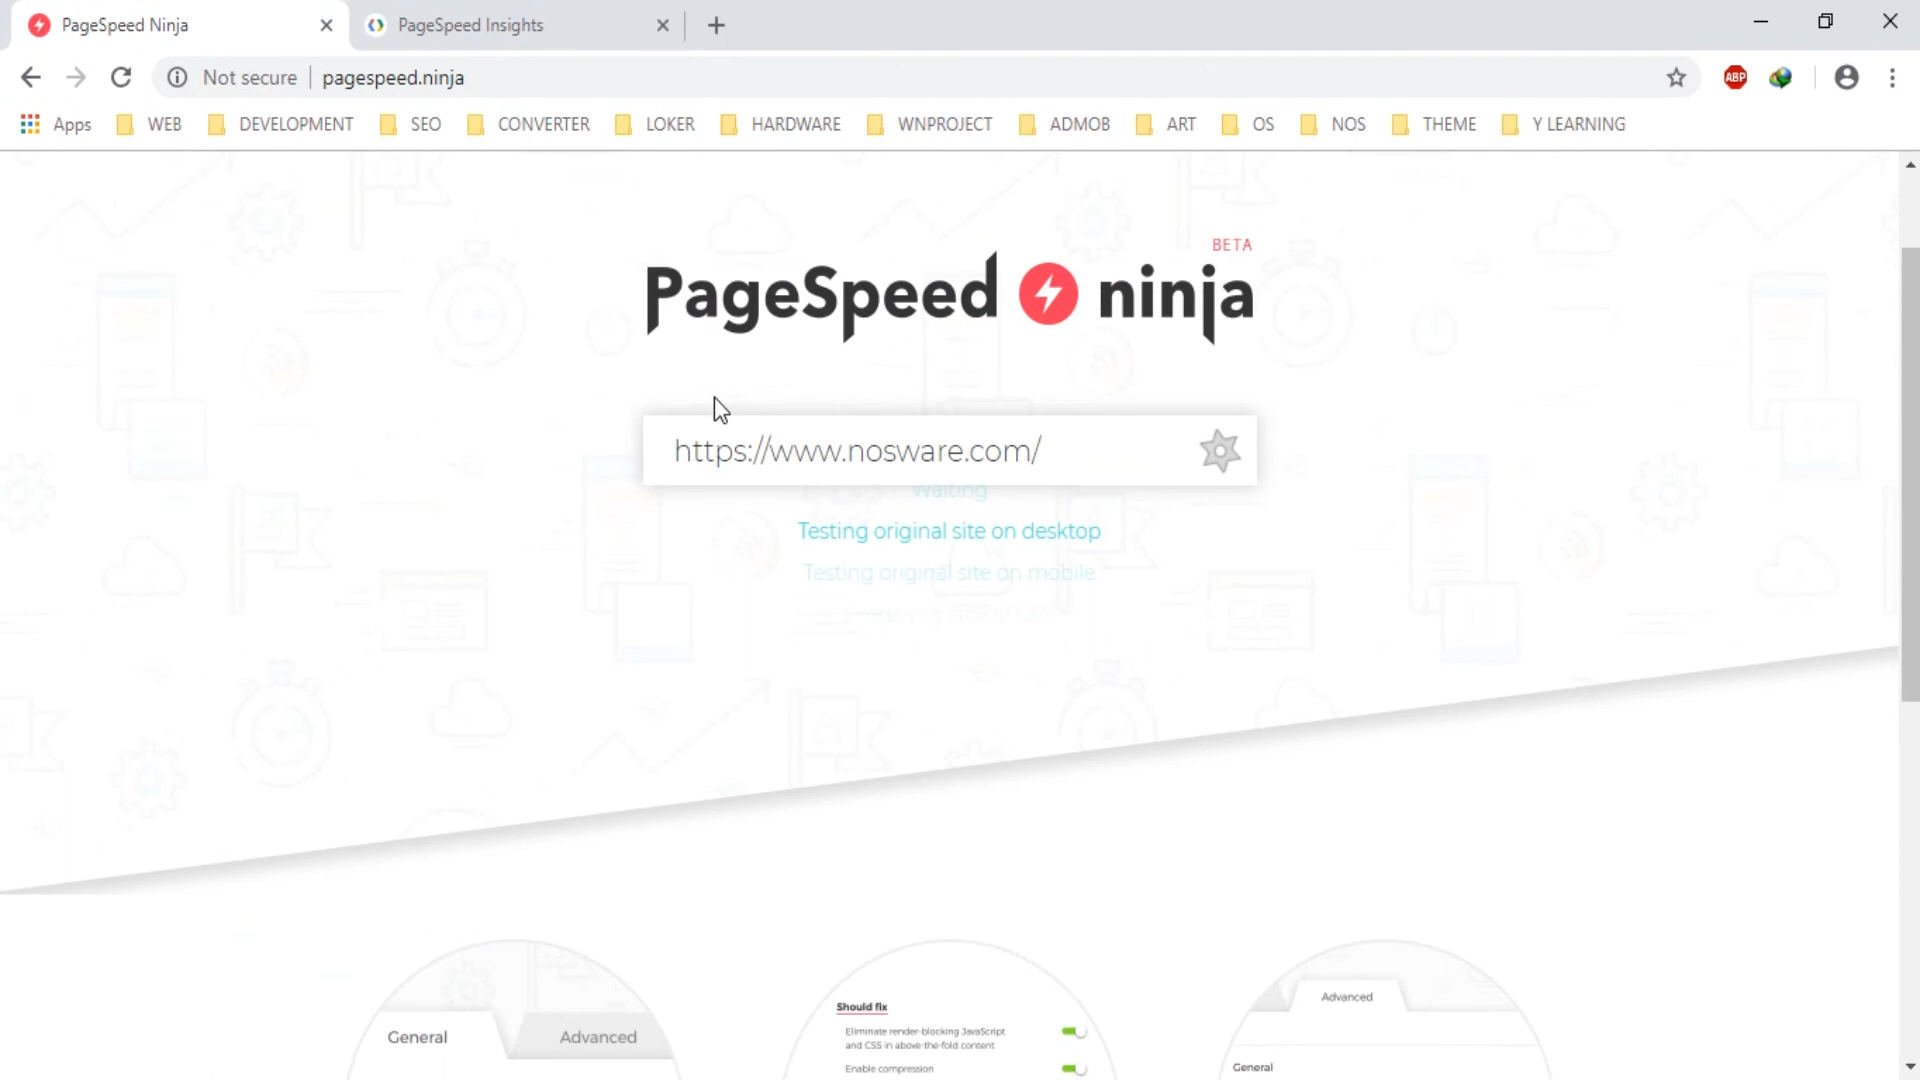 PageSpeed Ninja
PageSpeed Insights
Not secure
pagespeed.ninja
ABP
Apps
WEB
DEVELOPMENT
SEO
CONVERTER
LOKER
HARDWARE
WNPROJECT
ADMOB
ART
OS
NOS
THEME
Y LEARNING
BETA
PageSpeed ninja
https://www.nosware.com/
Waiting
Testing original site on desktop
Testing original site on mobile
General
Advanced
Should fix
Eliminate render-blocking JavaScript
and CSS in above-the-fold content
Enable compression
Advanced
General